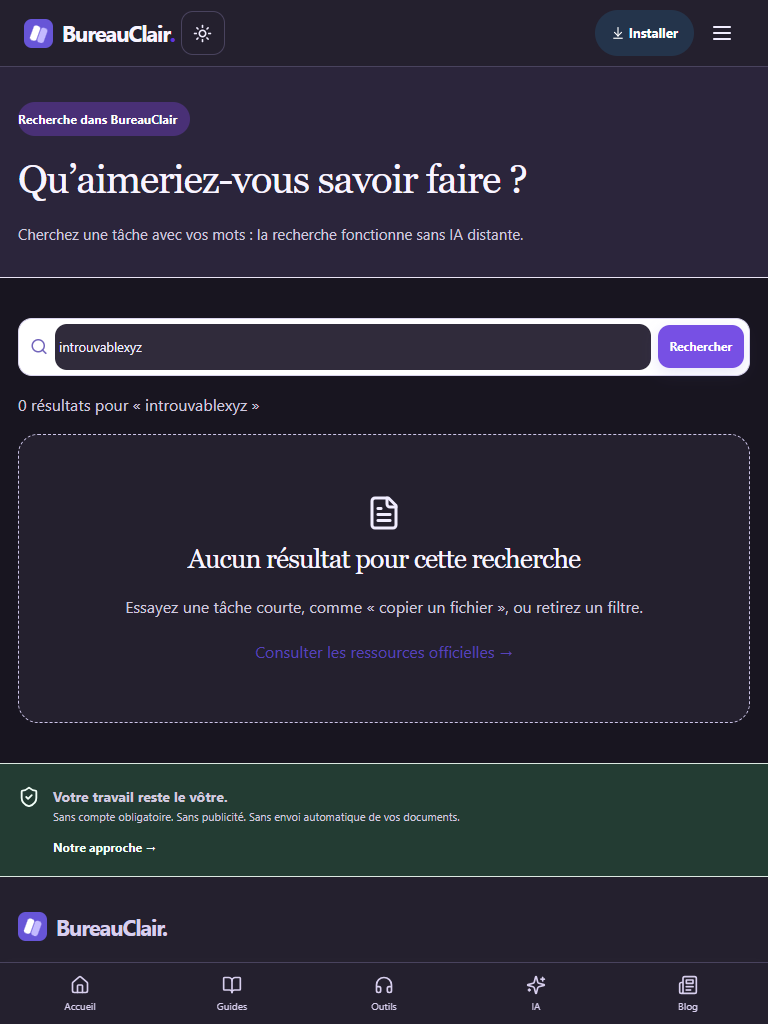 BureauClair.
Installer
Recherche dans BureauClair
Qu’aimeriez-vous savoir faire ?
Cherchez une tâche avec vos mots : la recherche fonctionne sans IA distante.
introuvablexyz
Rechercher
0 résultats pour « introuvablexyz »
Aucun résultat pour cette recherche
Essayez une tâche courte, comme « copier un fichier », ou retirez un filtre.
Consulter les ressources officielles →
Votre travail reste le vôtre.
Sans compte obligatoire. Sans publicité. Sans envoi automatique de vos documents.
Notre approche →
BureauClair.
Accueil
Guides
Outils
IA
Blog